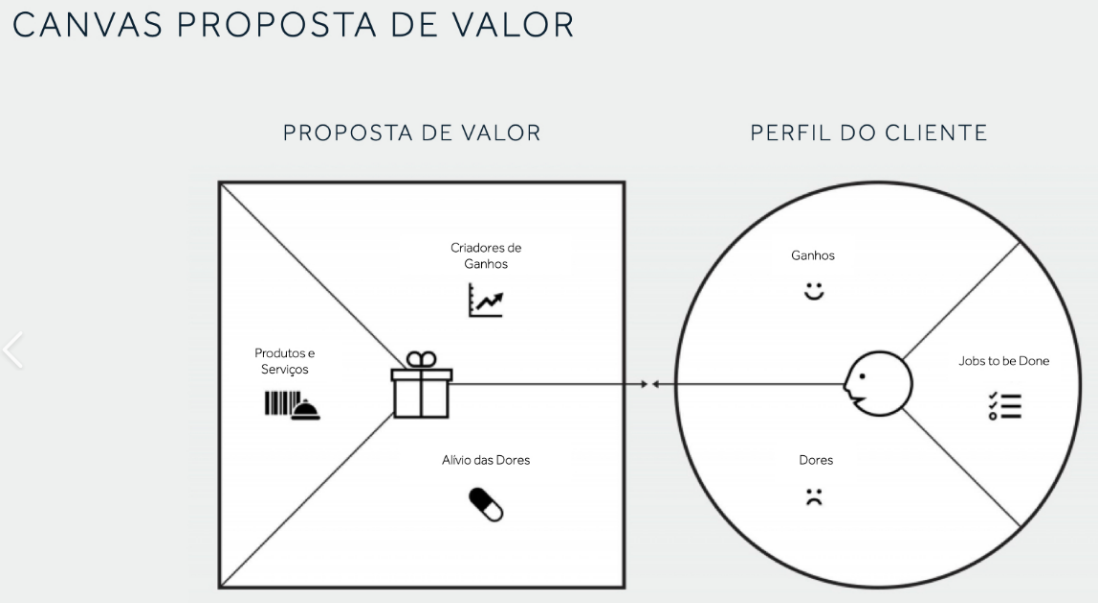 CANVAS PROPOSTA DE VALOR
PROPOSTA DE VALOR
PERFIL DO CLIENTE
Criadores de
Ganhos
Produtos e
Serviços
Alívio das Dores
Ganhos
Jobs to be Done
Dores